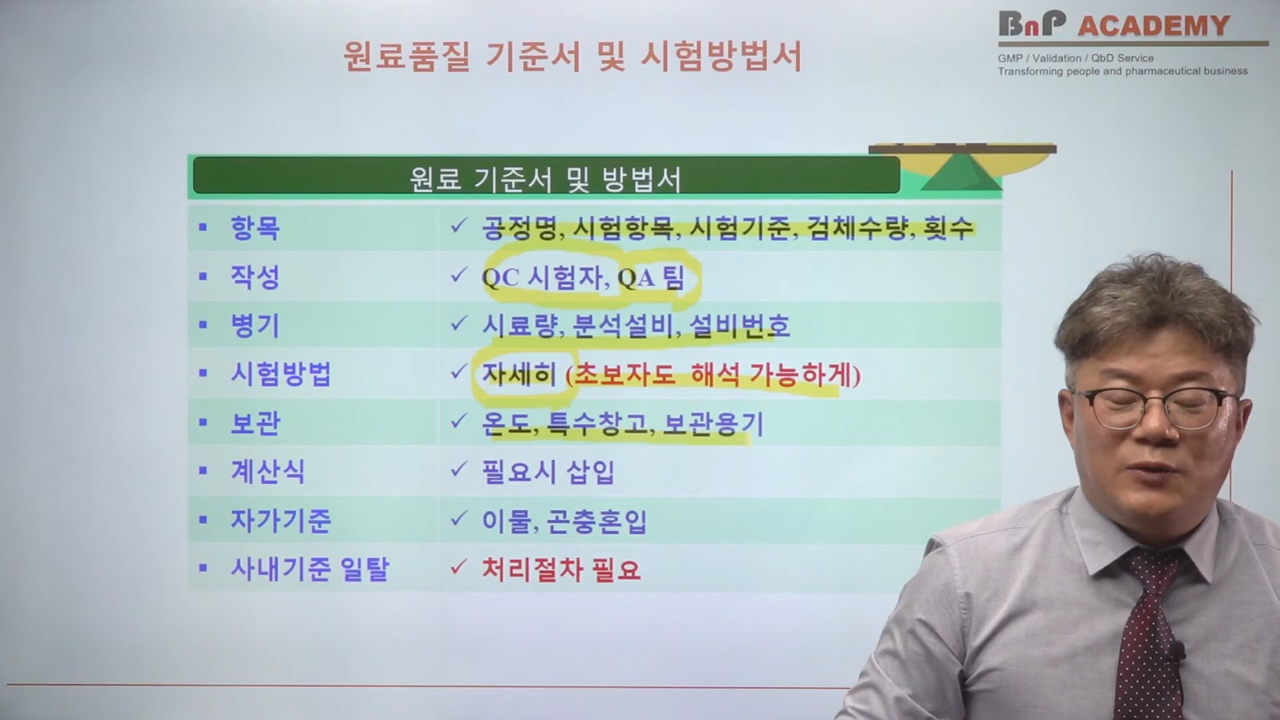 원료품질 기준서 및 시험방법서
BnP ACADEMY
GMP / Validation / QbD Service
Transforming people and pharmaceutical business
원료 기준서 및 방법서
▪ 항목 ✓ 공정명, 시험항목, 시험기준, 검체수량, 횟수
▪ 작성 ✓ QC 시험자, QA 팀
▪ 병기 ✓ 시료량, 분석설비, 설비번호
▪ 시험방법 ✓ 자세히 (초보자도 해석 가능하게)
▪ 보관 ✓ 온도, 특수창고, 보관용기
▪ 계산식 ✓ 필요시 삽입
▪ 자가기준 ✓ 이물, 곤충혼입
▪ 사내기준 일탈 ✓ 처리절차 필요